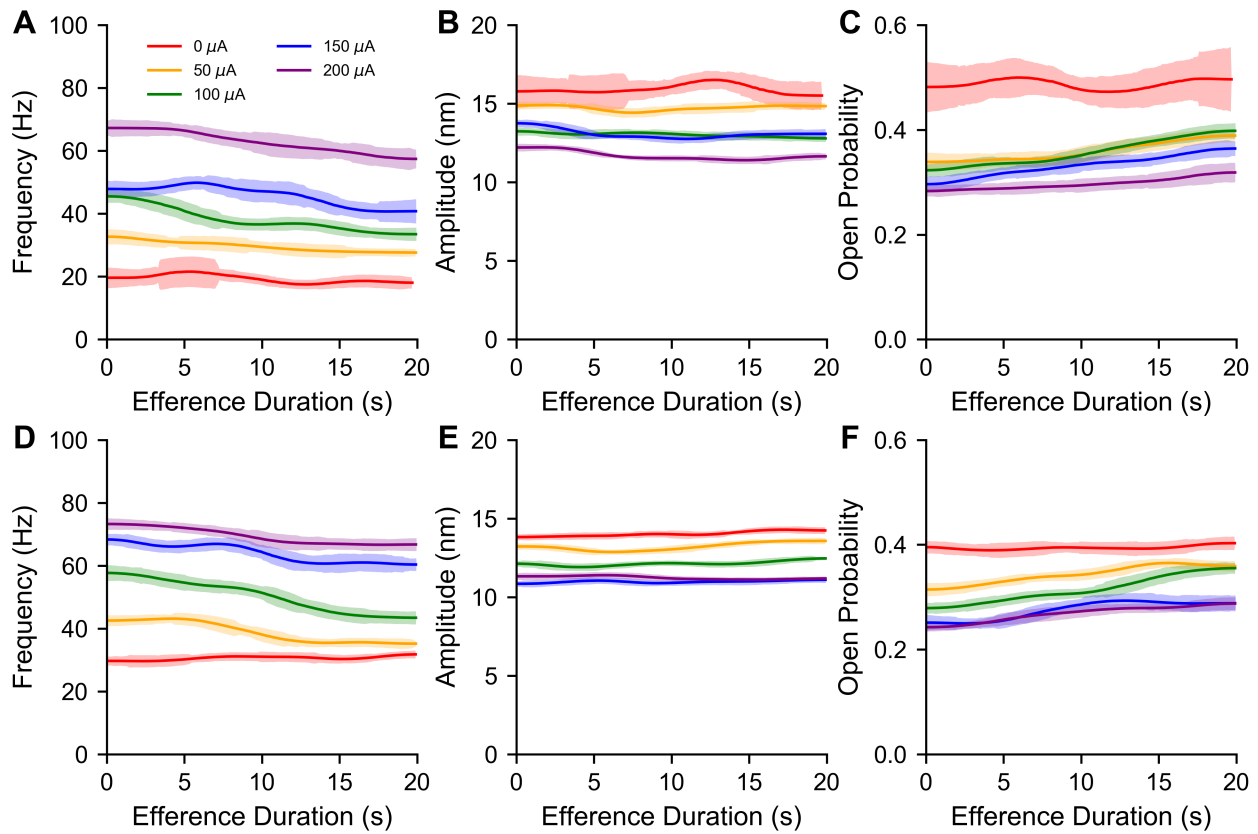 A
Frequency (Hz)
100
80
60
40
20
0
0 μA
50 μA
100 μA
150 μA
200 μA
0 5 10 15 20
Efference Duration (s)
B
Amplitude (nm)
20
15
10
5
0
0 5 10 15 20
Efference Duration (s)
C
Open Probability
0.6
0.4
0.2
0.0
0 5 10 15 20
Efference Duration (s)
D
Frequency (Hz)
100
80
60
40
20
0
0 5 10 15 20
Efference Duration (s)
E
Amplitude (nm)
20
15
10
5
0
0 5 10 15 20
Efference Duration (s)
F
Open Probability
0.6
0.4
0.2
0.0
0 5 10 15 20
Efference Duration (s)